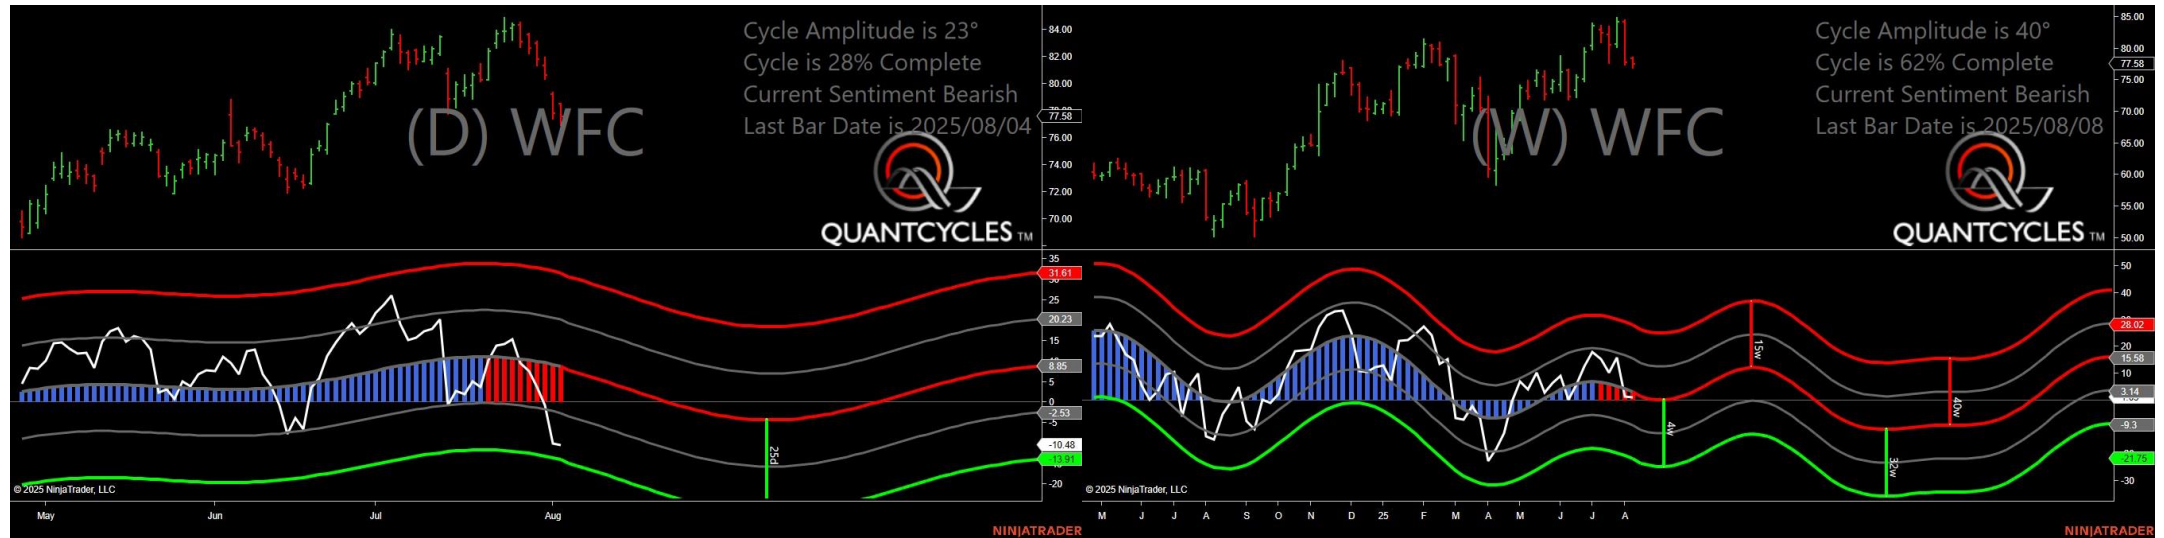 Cycle Amplitude is 23°
Cycle is 28% Complete
Current Sentiment Bearish
Last Bar Date is 2025/08/04
(D) WFC
QUANTCYCLES TM
84.00
82.00
80.00
77.58
76.00
74.00
72.00
70.00
35
31.61
25
20.23
15
8.85
5
0
-2.53
-5
-10.48
-13.91
-20
25d
© 2025 NinjaTrader, LLC
May
Jun
Jul
Aug
NINJATRADER
Cycle Amplitude is 40°
Cycle is 62% Complete
Current Sentiment Bearish
Last Bar Date is 2025/08/08
(W) WFC
QUANTCYCLES TM
85.00
80.00
77.58
75.00
70.00
65.00
60.00
55.00
50.00
50
40
28.02
20
15.58
10
3.14
-9.3
-21.75
-30
15w
4w
40w
32w
© 2025 NinjaTrader, LLC
M
J
J
A
S
O
N
D
25
F
M
A
M
J
J
A
NINJATRADER